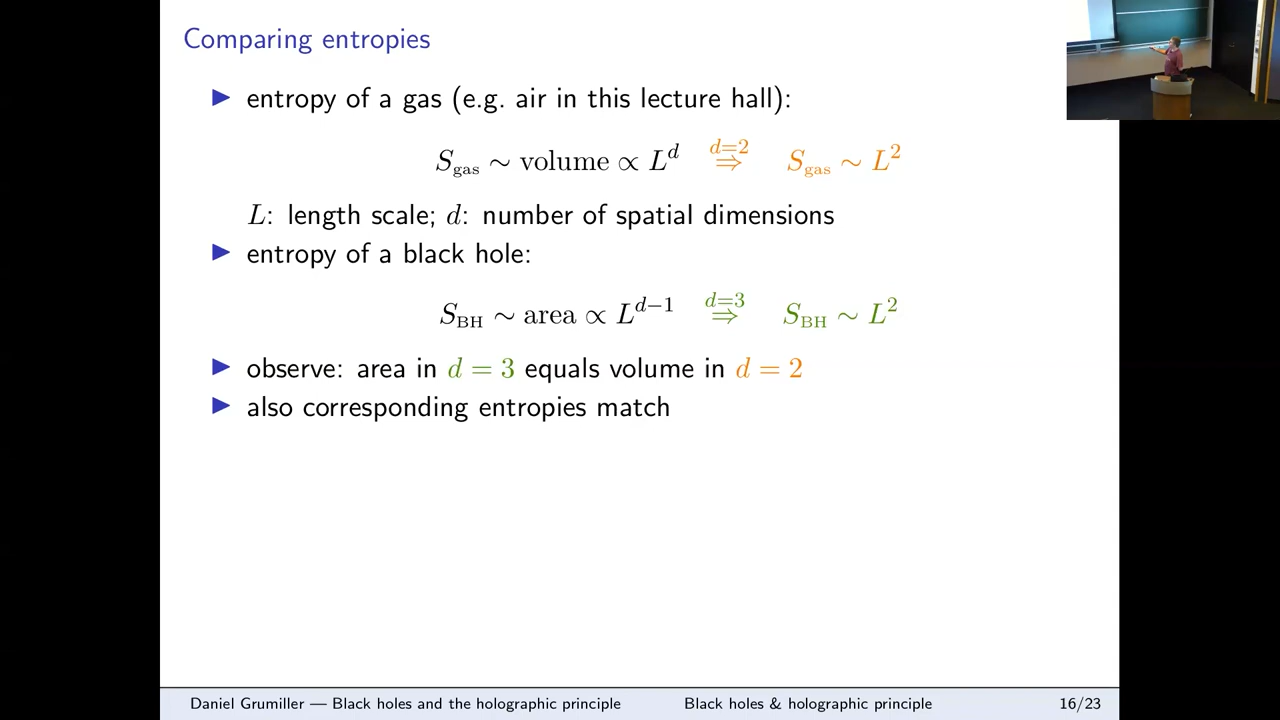 Comparing entropies
▶ entropy of a gas (e.g. air in this lecture hall):
S_gas ∼ volume ∝ L^d ⇒^{d=2} S_gas ∼ L^2
L: length scale; d: number of spatial dimensions
▶ entropy of a black hole:
S_BH ∼ area ∝ L^{d−1} ⇒^{d=3} S_BH ∼ L^2
▶ observe: area in d = 3 equals volume in d = 2
▶ also corresponding entropies match
Daniel Grumiller — Black holes and the holographic principle Black holes & holographic principle 16/23